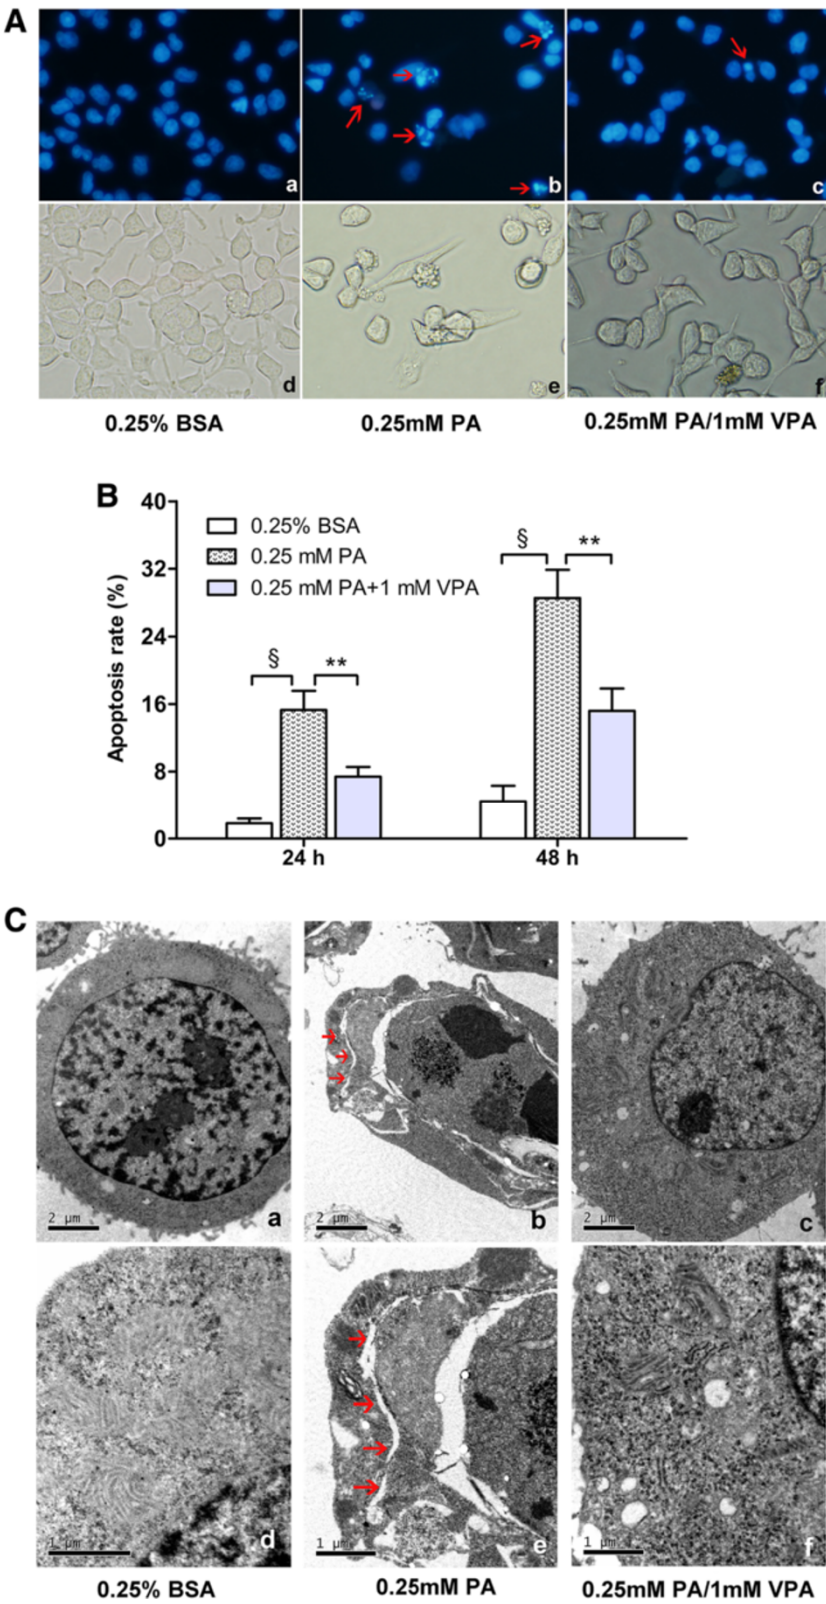 A
a
b
c
d
e
f
0.25% BSA
0.25mM PA
0.25mM PA/1mM VPA
B
40
32
24
16
8
0
Apoptosis rate (%)
0.25% BSA
0.25 mM PA
0.25 mM PA+1 mM VPA
§
**
§
**
24 h
48 h
C
2 μm
a
2 μm
b
2 μm
c
1 μm
d
1 μm
e
1 μm
f
0.25% BSA
0.25mM PA
0.25mM PA/1mM VPA